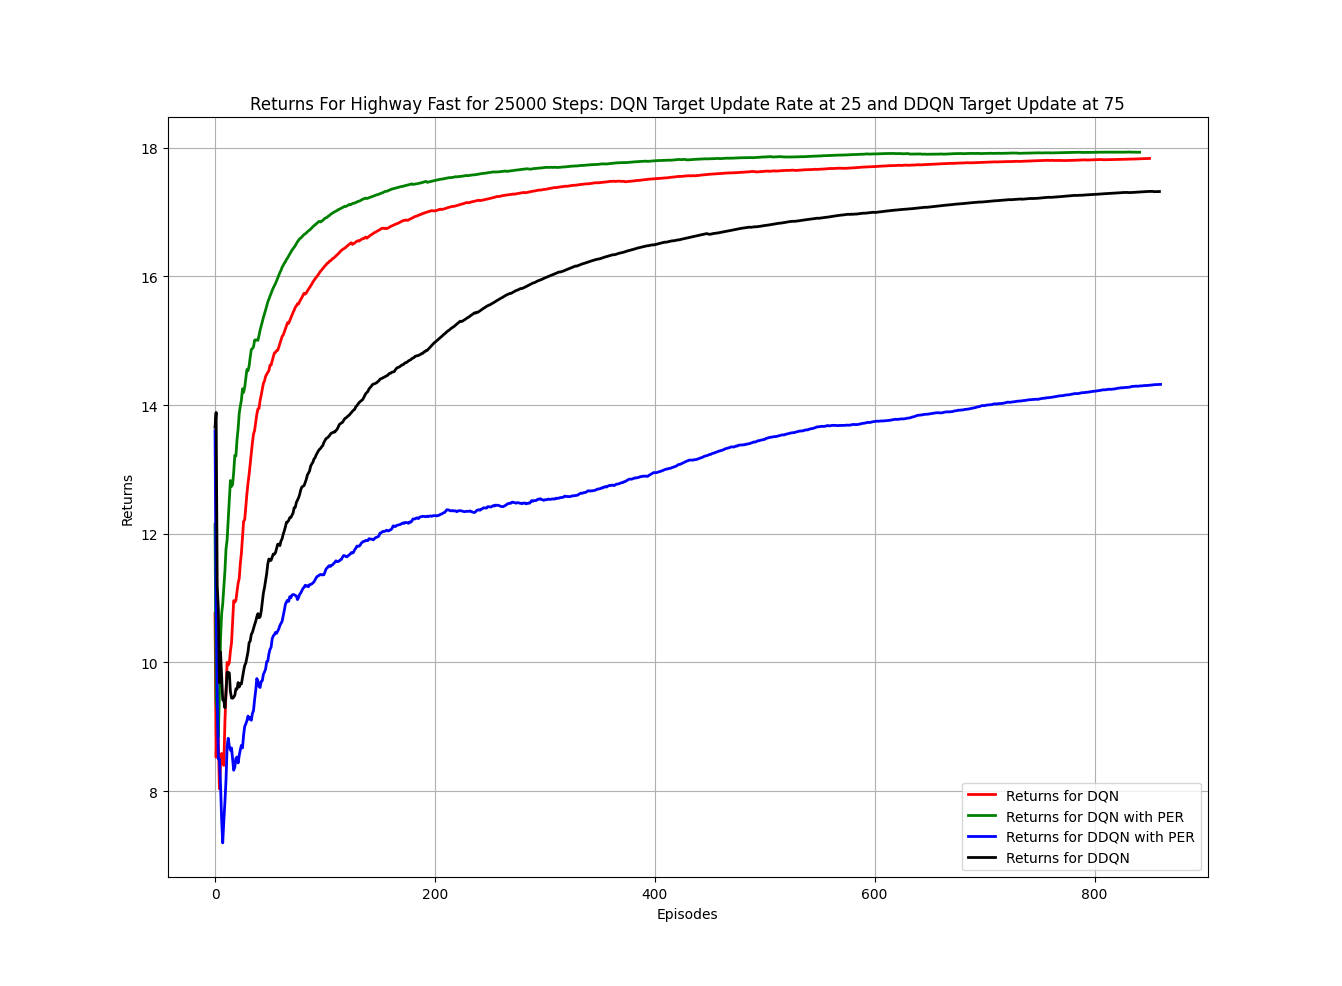 Returns For Highway Fast for 25000 Steps: DQN Target Update Rate at 25 and DDQN Target Update at 75
Returns
18
16
14
12
10
8
0
200
400
600
800
Episodes
Returns for DQN
Returns for DQN with PER
Returns for DDQN with PER
Returns for DDQN